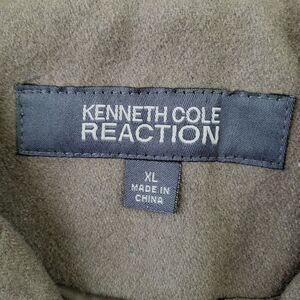 KENNETH COLE
REACTION
XL
MADE IN
CHINA